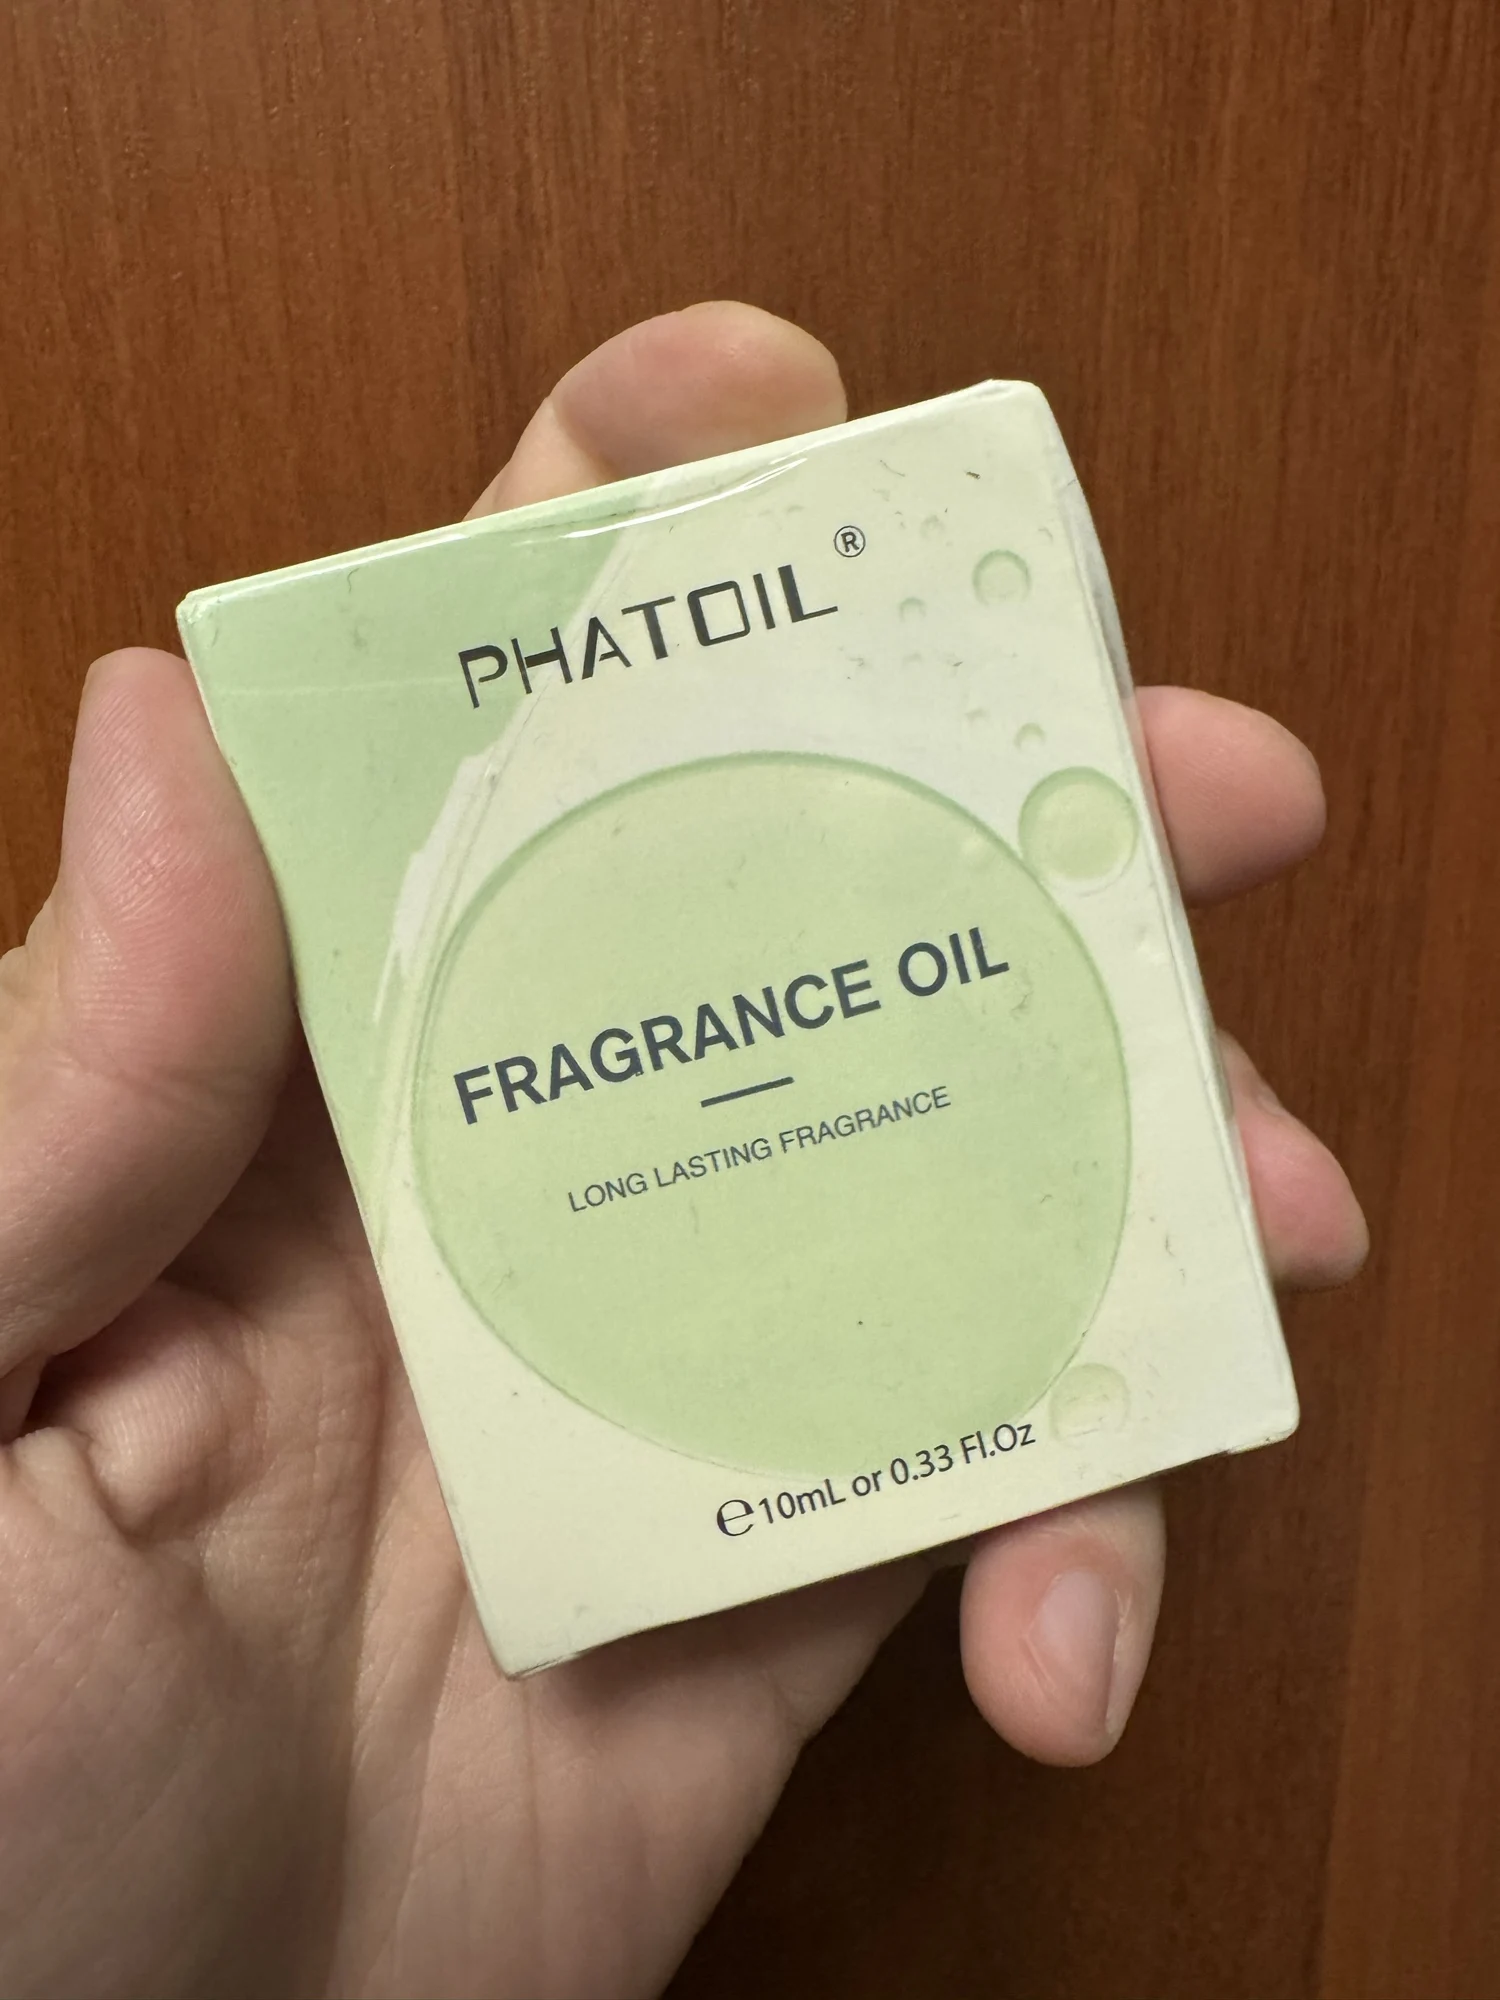 PHATOIL ®
FRAGRANCE OIL
LONG LASTING FRAGRANCE
℮10mL or 0.33 Fl.Oz